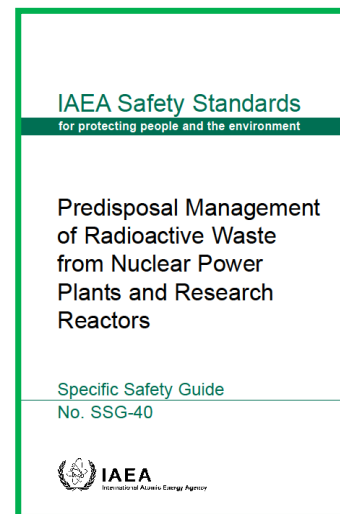 IAEA Safety Standards
for protecting people and the environment
Predisposal Management
of Radioactive Waste
from Nuclear Power
Plants and Research
Reactors
Specific Safety Guide
No. SSG-40
IAEA
International Atomic Energy Agency